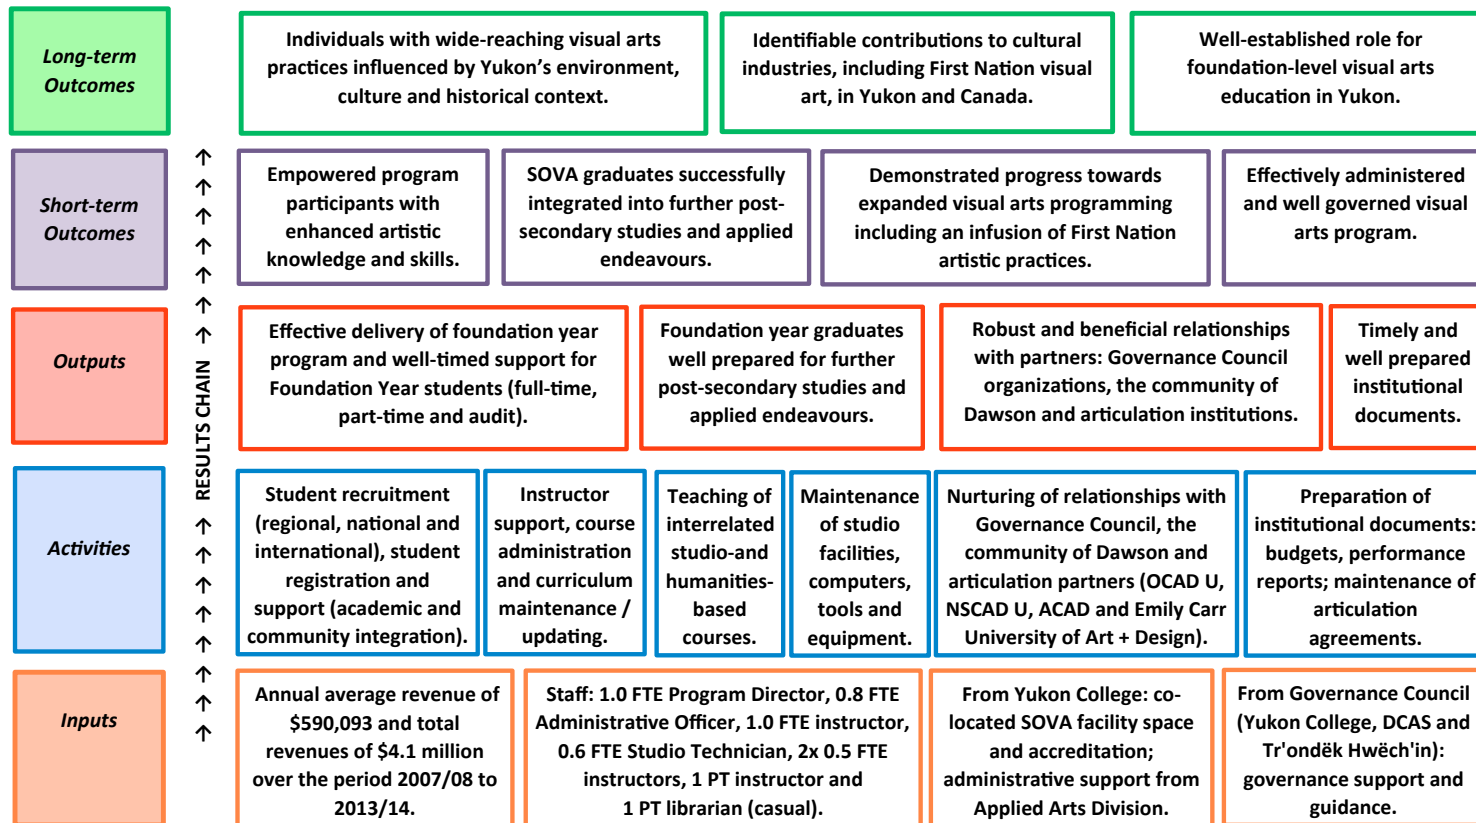 Long-term
Outcomes
Individuals with wide-reaching visual arts
practices influenced by Yukon's environment,
culture and historical context.
Identifiable contributions to cultural
industries, including First Nation visual
art, in Yukon and Canada.
Well-established role for
foundation-level visual arts
education in Yukon.
Short-term
Outcomes
Empowered program
participants with
enhanced artistic
knowledge and skills.
SOVA graduates successfully
integrated into further post-
secondary studies and applied
endeavours.
Demonstrated progress towards
expanded visual arts programming
including an infusion of First Nation
artistic practices.
Effectively administered
and well governed visual
arts program.
Outputs
Effective delivery of foundation year
program and well-timed support for
Foundation Year students (full-time,
part-time and audit).
Foundation year graduates
well prepared for further
post-secondary studies and
applied endeavours.
Robust and beneficial relationships
with partners: Governance Council
organizations, the community of
Dawson and articulation institutions.
Timely and
well prepared
institutional
documents.
↑ ↑ ↑ ↑ ↑ ↑ RESULTS CHAIN ↑ ↑ ↑ ↑ ↑ ↑ ↑ ↑ ↑ ↑
Activities
Student recruitment
(regional, national and
international), student
registration and
support (academic and
community integration).
Instructor
support, course
administration
and curriculum
maintenance /
updating.
Teaching of
interrelated
studio-and
humanities-
based
courses.
Maintenance
of studio
facilities,
computers,
tools and
equipment.
Nurturing of relationships with
Governance Council, the
community of Dawson and
articulation partners (OCAD U,
NSCAD U, ACAD and Emily Carr
University of Art + Design).
Preparation of
institutional documents:
budgets, performance
reports; maintenance of
articulation
agreements.
Inputs
Annual average revenue of
$590,093 and total
revenues of $4.1 million
over the period 2007/08 to
2013/14.
Staff: 1.0 FTE Program Director, 0.8 FTE
Administrative Officer, 1.0 FTE instructor,
0.6 FTE Studio Technician, 2x 0.5 FTE
instructors, 1 PT instructor and
1 PT librarian (casual).
From Yukon College: co-
located SOVA facility space
and accreditation;
administrative support from
Applied Arts Division.
From Governance Council
(Yukon College, DCAS and
Tr'ondëk Hwëch'in):
governance support and
guidance.